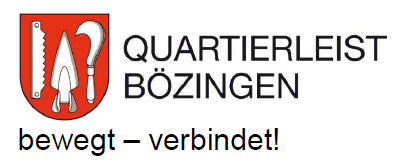 QUARTIERLEIST
BÖZINGEN
bewegt – verbindet!